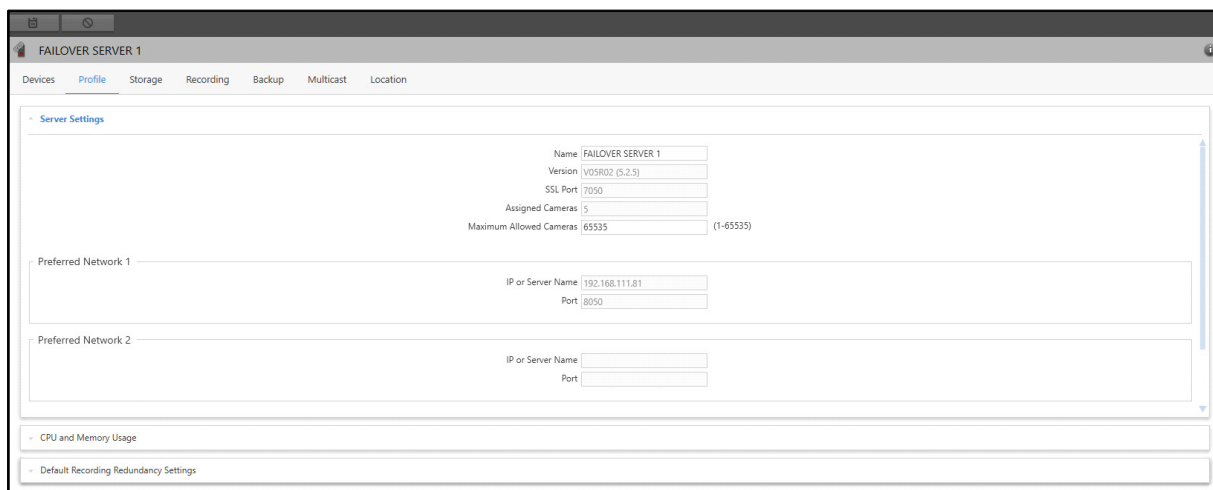 FAILOVER SERVER 1
Devices Profile Storage Recording Backup Multicast Location
Server Settings
Name FAILOVER SERVER 1
Version V05R02 (5.2.5)
SSL Port 7050
Assigned Cameras 5
Maximum Allowed Cameras 65535 (1-65535)
Preferred Network 1
IP or Server Name 192.168.111.81
Port 8050
Preferred Network 2
IP or Server Name
Port
CPU and Memory Usage
Default Recording Redundancy Settings